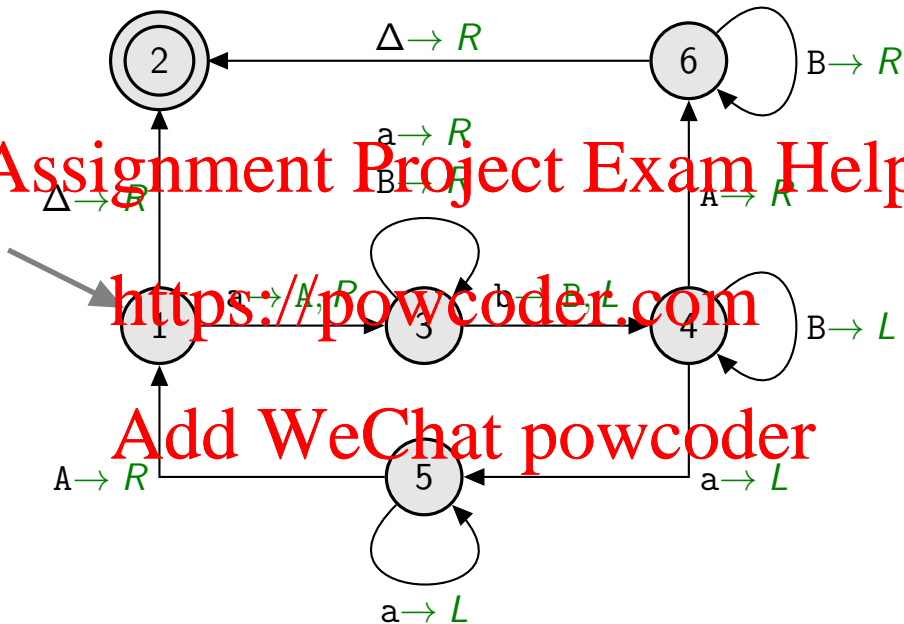 2
6
Δ→ R
B→ R
a→ R
B→ R
Assignment Project Exam Help
Δ→ R
A→ R
a→ A, R
b→ B, L
https://powcoder.com
1
3
4
B→ L
Add WeChat powcoder
A→ R
5
a→ L
a→ L